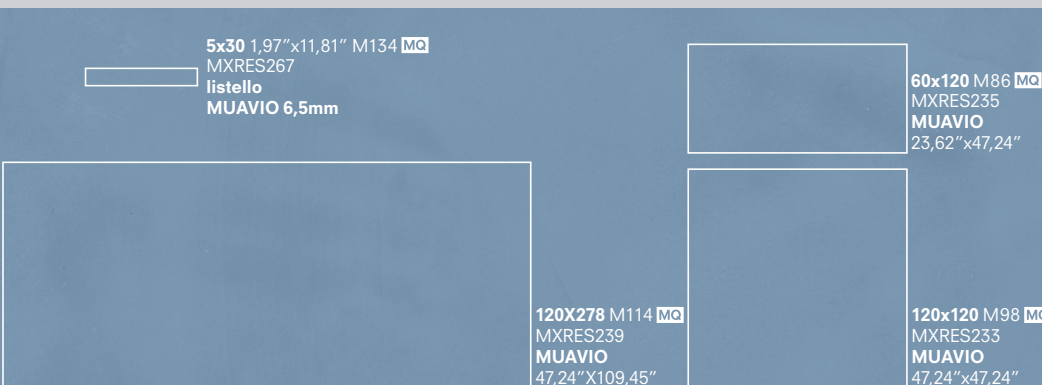 5x30 1,97”x11,81” M134 MQ
MXRES267
listello
MUAVIO 6,5mm
60x120 M86 MQ
MXRES235
MUAVIO
23,62”x47,24”
120X278 M114 MQ
MXRES239
MUAVIO
47,24”X109,45”
120x120 M98 MQ
MXRES233
MUAVIO
47,24”x47,24”